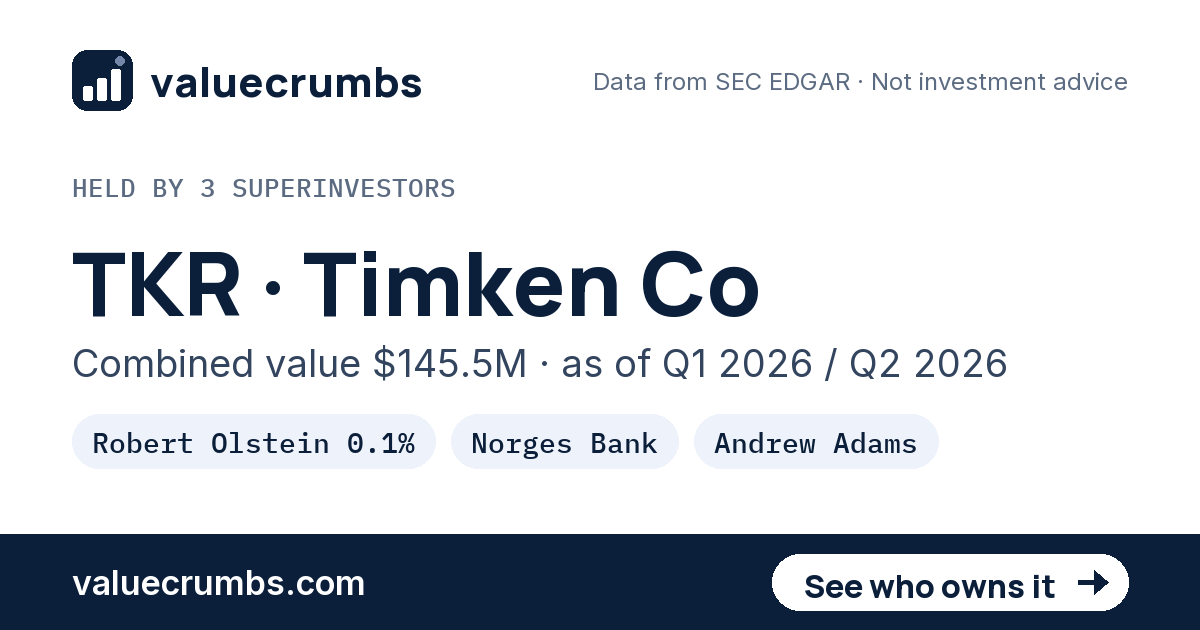 valuecrumbs
Data from SEC EDGAR · Not investment advice
HELD BY 3 SUPERINVESTORS
TKR · Timken Co
Combined value $145.5M · as of Q1 2026 / Q2 2026
Robert Olstein 0.1%
Norges Bank
Andrew Adams
valuecrumbs.com
See who owns it →